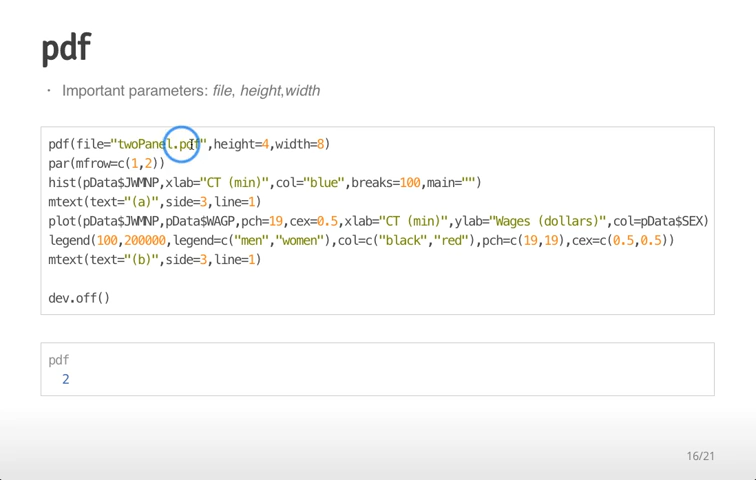 pdf
· Important parameters: file, height,width
pdf(file="twoPanel.pdf",height=4,width=8)
par(mfrow=c(1,2))
hist(pData$JWMNP,xlab="CT (min)",col="blue",breaks=100,main="")
mtext(text="(a)",side=3,line=1)
plot(pData$JWMNP,pData$WAGP,pch=19,cex=0.5,xlab="CT (min)",ylab="Wages (dollars)",col=pData$SEX)
legend(100,200000,legend=c("men","women"),col=c("black","red"),pch=c(19,19),cex=c(0.5,0.5))
mtext(text="(b)",side=3,line=1)
dev.off()
pdf
2
16/21